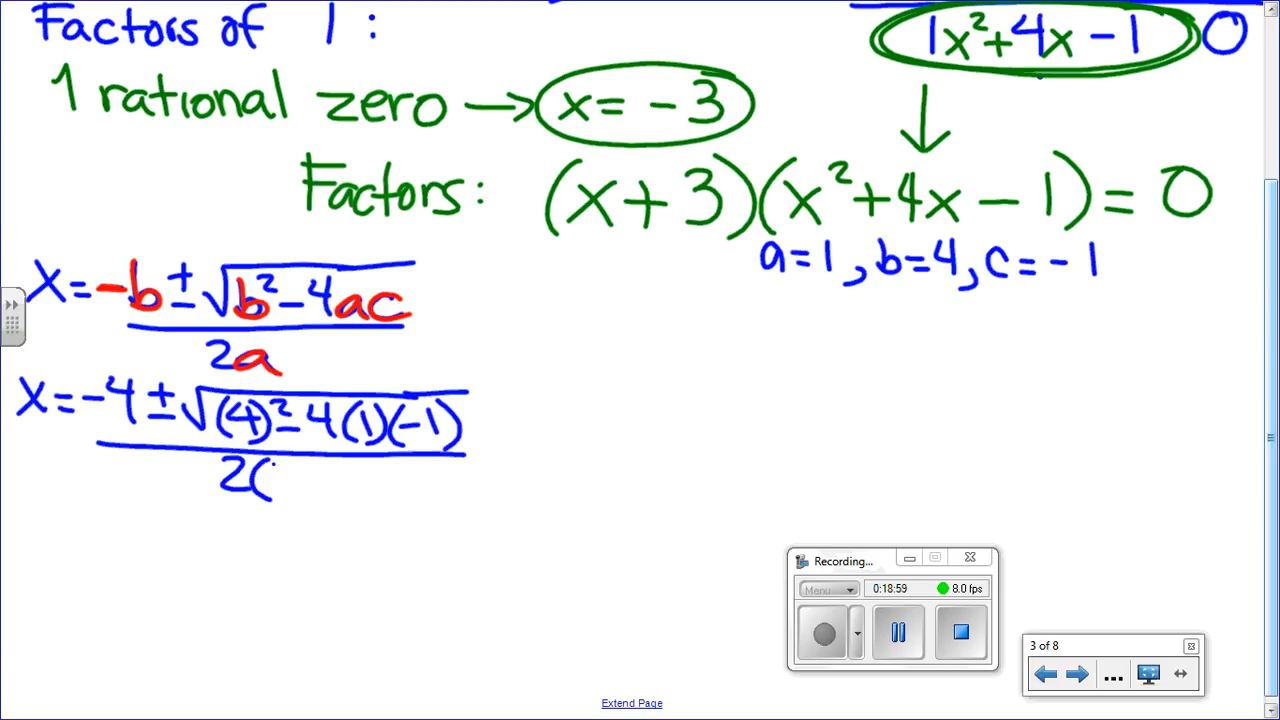 Factors of 1 :
1x²+4x-1 0
1 rational zero → x = -3
Factors: (x+3)(x²+4x-1) = 0
a=1, b=4, c=-1
x = -b ± √b²-4ac
2a
x = -4 ± √(4)²-4(1)(-1)
2(
Recording...
Menu 0:18:59 8.0 fps
3 of 8
...
Extend Page